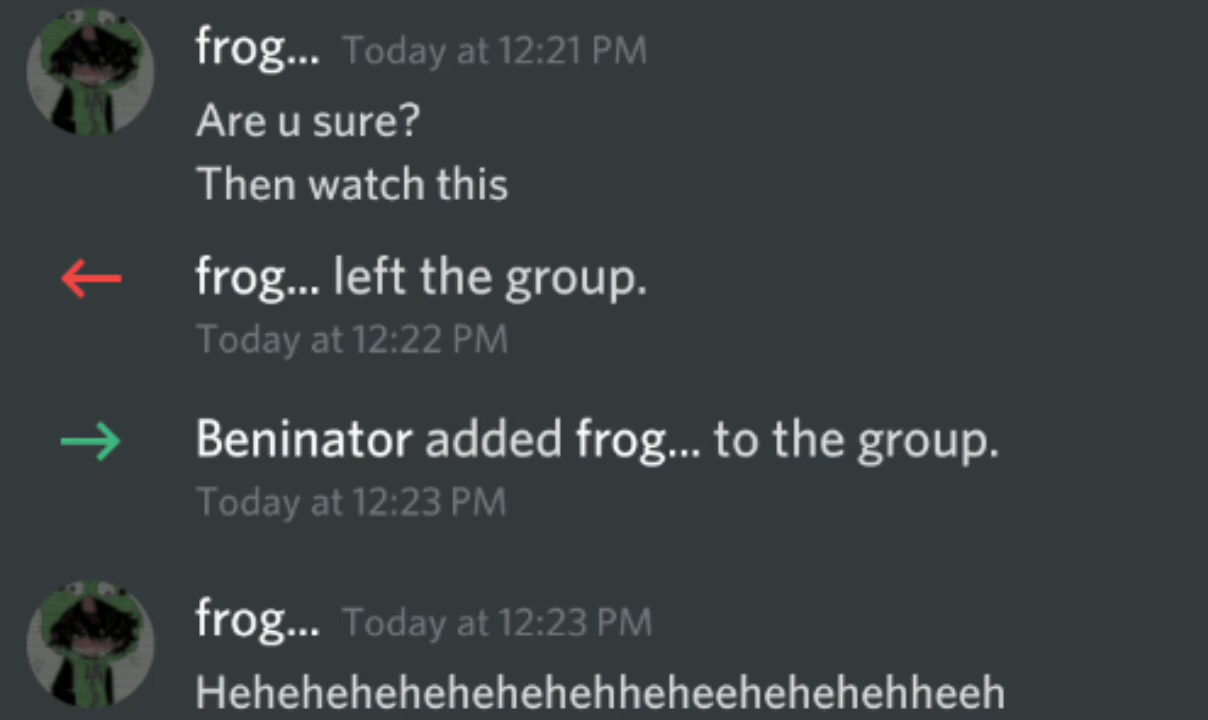 frog... Today at 12:21 PM
Are u sure?
Then watch this
frog... left the group.
Today at 12:22 PM
Beninator added frog... to the group.
Today at 12:23 PM
frog... Today at 12:23 PM
Hehehehehehehehehheheehehehehheeh